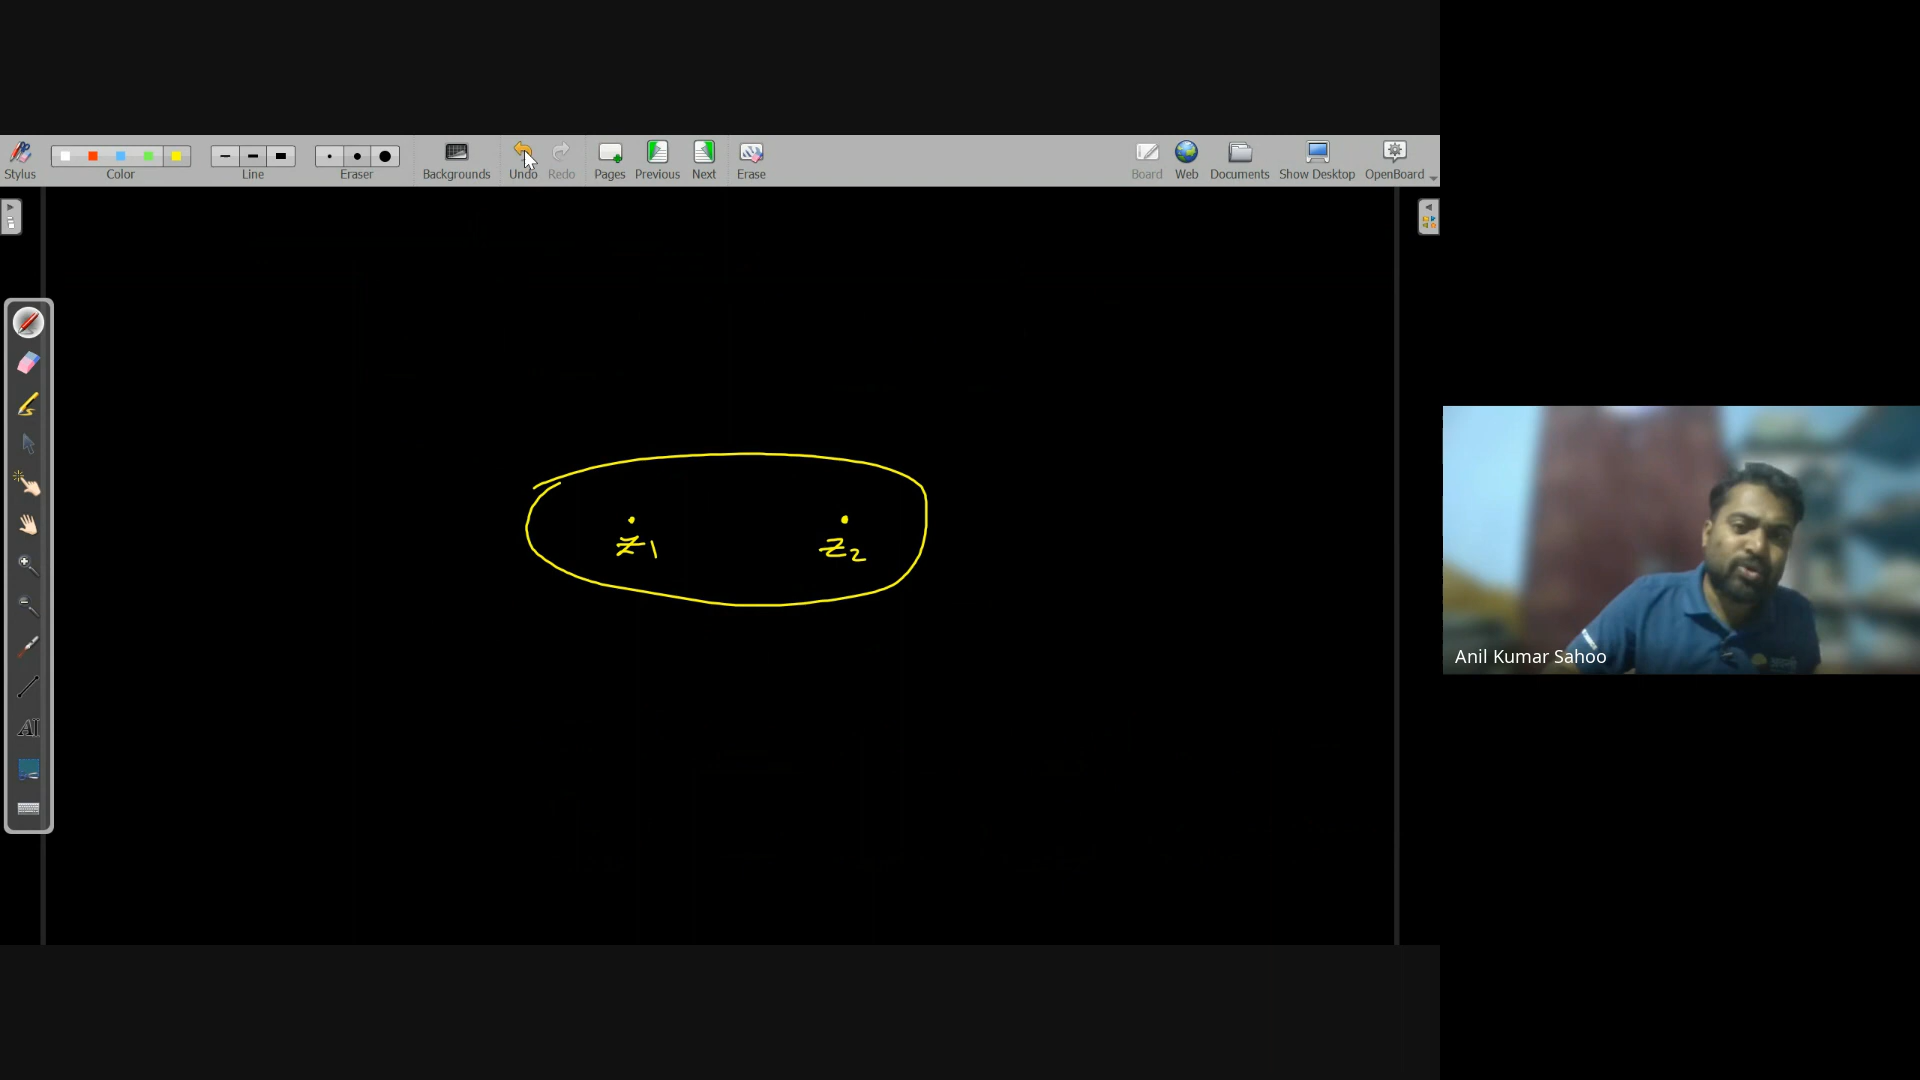 Stylus Color Line Eraser Backgrounds Undo Redo Pages Previous Next Erase Board Web Documents Show Desktop OpenBoard
z1 z2
Anil Kumar Sahoo